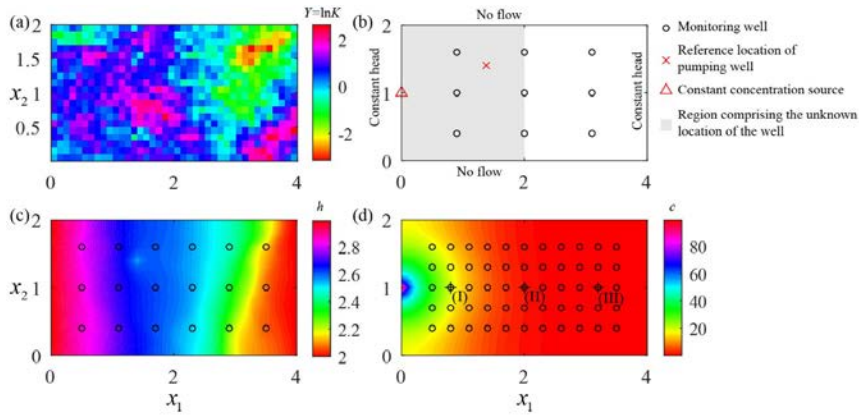 (a)
Y=lnK
2
1.5
x2 1
0.5
0
2
4
2
0
-2
(b)
No flow
2
Constant head
1
Constant head
0
No flow
0
2
4
Monitoring well
Reference location of
pumping well
Constant concentration source
Region comprising the unknown
location of the well
(c)
h
2
x2 1
0
0
2
4
x1
2.8
2.6
2.4
2.2
2
(d)
c
2
1
(I)
(II)
(III)
0
0
2
4
x1
80
60
40
20